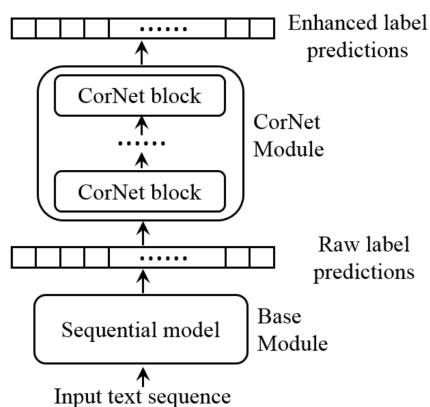 Enhanced label
predictions
......
CorNet block
CorNet
Module
......
CorNet block
Raw label
predictions
......
Sequential model
Base
Module
Input text sequence